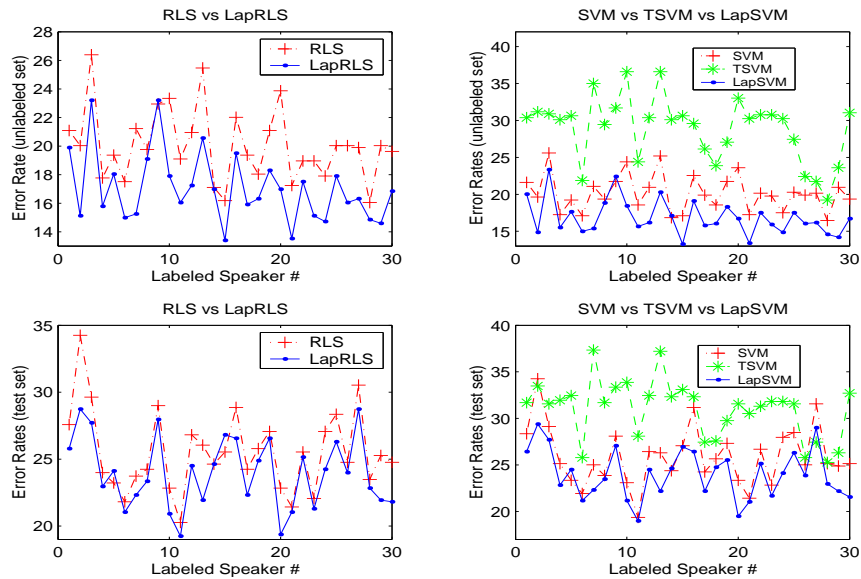 RLS vs LapRLS
28
26
24
22
20
18
16
14
12
0
10
20
30
Error Rate (unlabeled set)
Labeled Speaker #
RLS
LapRLS
SVM vs TSVM vs LapSVM
40
35
30
25
20
15
0
10
20
30
Error Rates (unlabeled set)
Labeled Speaker #
SVM
TSVM
LapSVM
RLS vs LapRLS
35
30
25
20
0
10
20
30
Error Rates (test set)
Labeled Speaker #
RLS
LapRLS
SVM vs TSVM vs LapSVM
40
35
30
25
20
0
10
20
30
Error Rates (test set)
Labeled Speaker #
SVM
TSVM
LapSVM